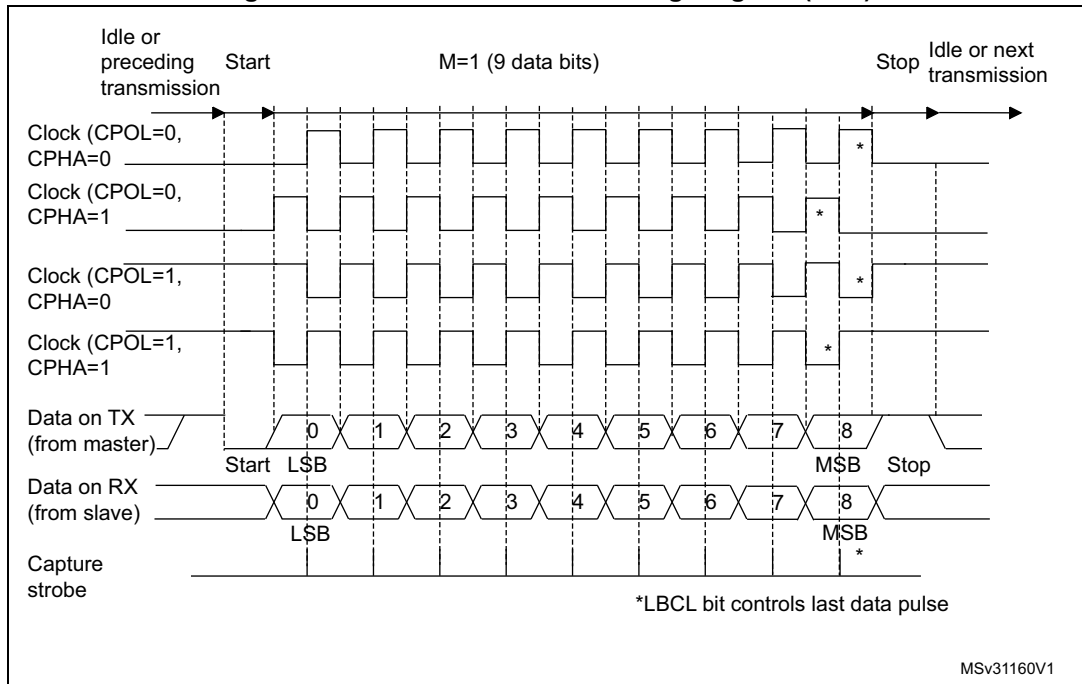 Idle or
preceding
transmission
Start
M=1 (9 data bits)
Stop
Idle or next
transmission
Clock (CPOL=0,
CPHA=0
*
Clock (CPOL=0,
CPHA=1
*
Clock (CPOL=1,
CPHA=0
*
Clock (CPOL=1,
CPHA=1
*
Data on TX
(from master)
0 1 2 3 4 5 6 7 8
Start LSB MSB Stop
Data on RX
(from slave)
0 1 2 3 4 5 6 7 8
LSB MSB
*
Capture
strobe
*LBCL bit controls last data pulse
MSv31160V1